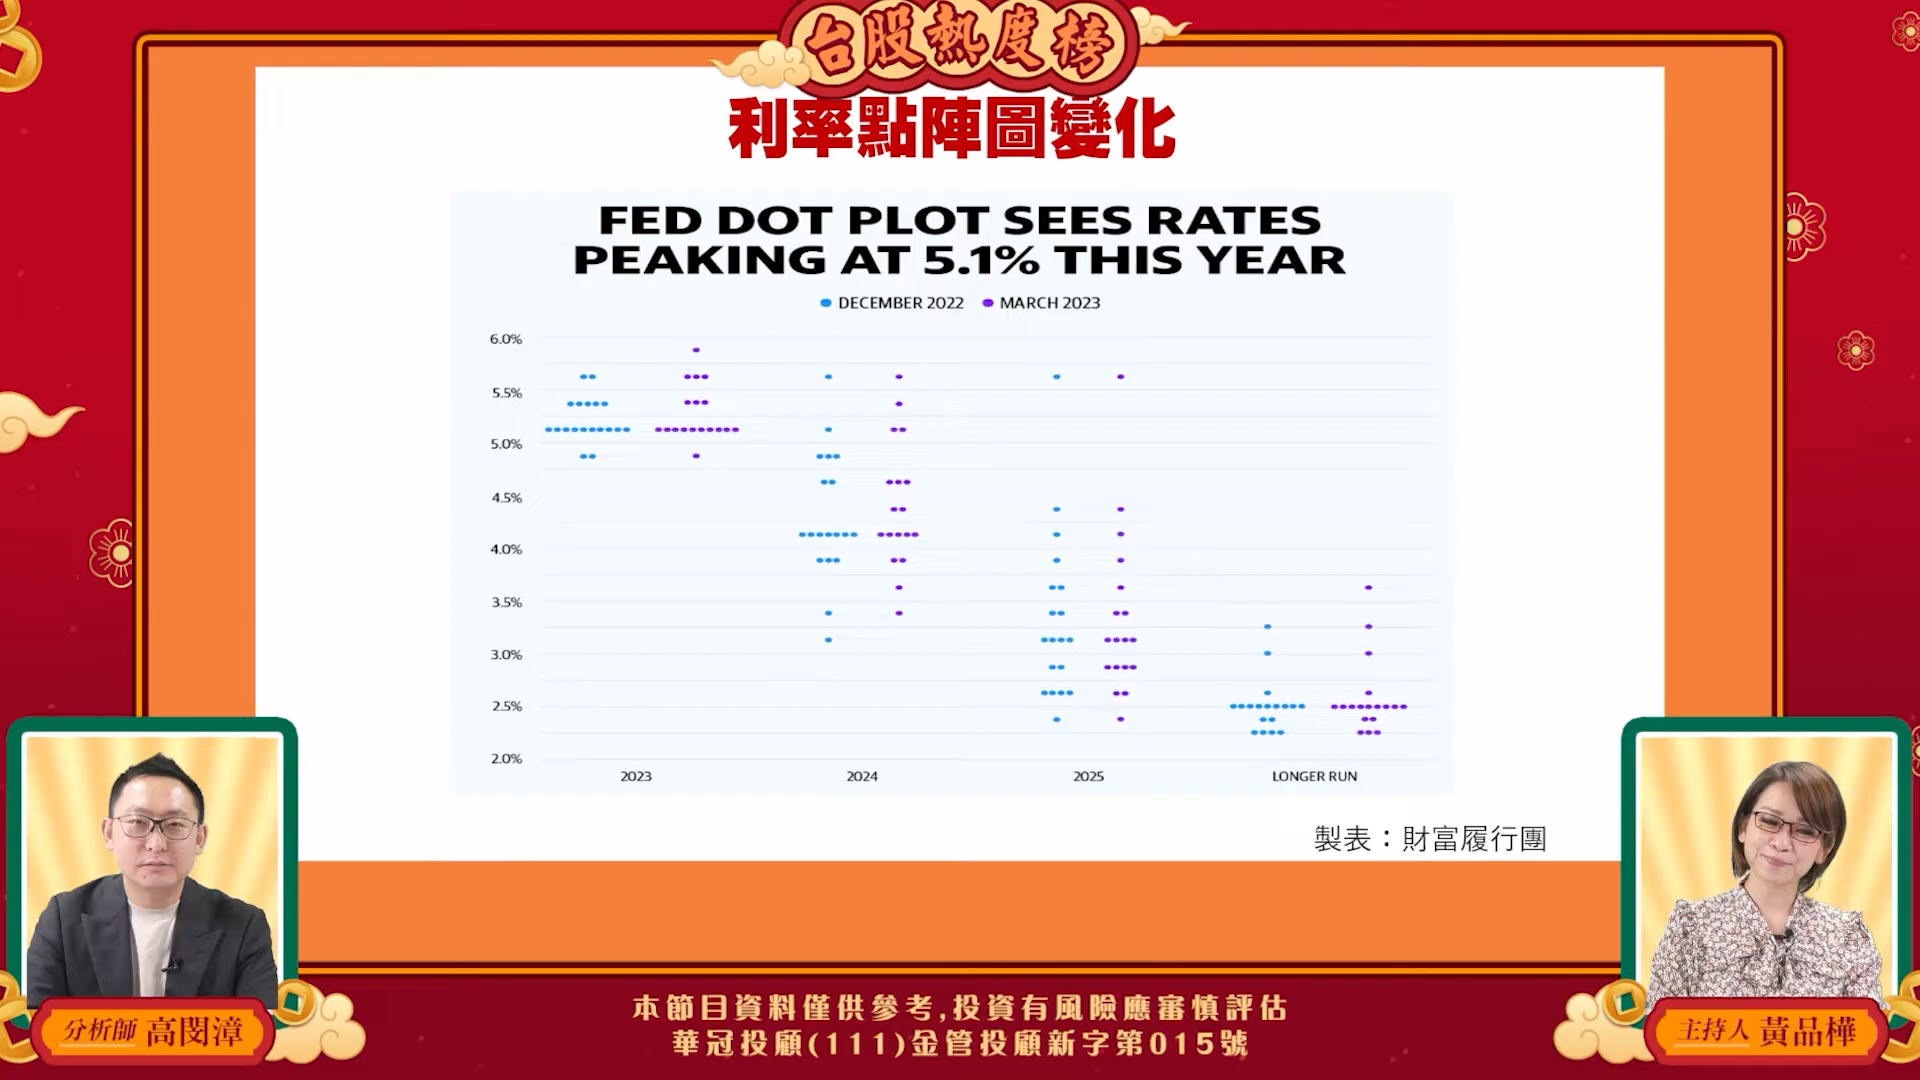 台股熱度榜
利率點陣圖變化
FED DOT PLOT SEES RATES
PEAKING AT 5.1% THIS YEAR
DECEMBER 2022 MARCH 2023
6.0%
5.5%
5.0%
4.5%
4.0%
3.5%
3.0%
2.5%
2.0%
2023 2024 2025 LONGER RUN
製表：財富履行團
分析師 高閔漳
主持人 黃品樺
本節目資料僅供參考,投資有風險應審慎評估
華冠投顧(111)金管投顧新字第015號